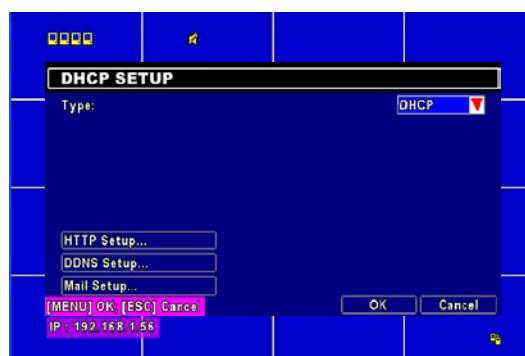 DHCP SETUP
Type: DHCP
HTTP Setup...
DDNS Setup...
Mail Setup...
[MENU] OK; [ESC] Cancel
OK Cancel
IP : 192.168.1.56